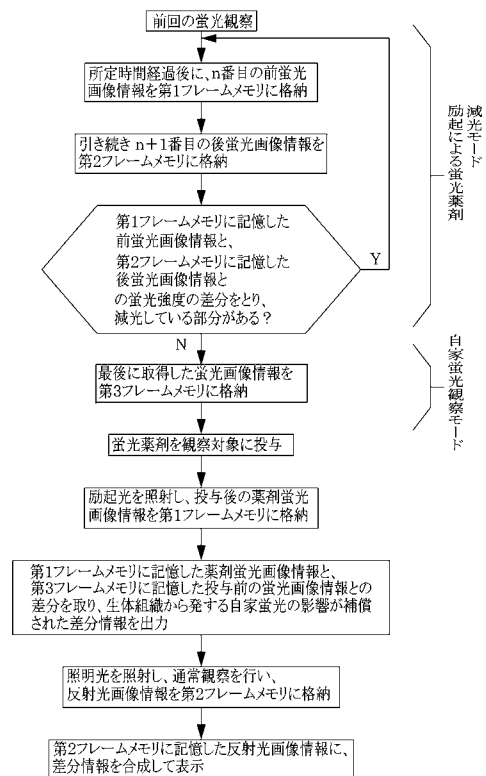 前回の蛍光観察
所定時間経過後に、n番目の前蛍光
画像情報を第1フレームメモリに格納
引き続き n+1番目の後蛍光画像情報を
第2フレームメモリに格納
第1フレームメモリに記憶した
前蛍光画像情報と、
第2フレームメモリに記憶した
後蛍光画像情報と
の蛍光強度の差分をとり、
減光している部分がある?
Y
N
励起による蛍光薬剤
減光モード
最後に取得した蛍光画像情報を
第3フレームメモリに格納
自家蛍光観察モード
蛍光薬剤を観察対象に投与
励起光を照射し、投与後の薬剤蛍光
画像情報を第1フレームメモリに格納
第1フレームメモリに記憶した薬剤蛍光画像情報と、
第3フレームメモリに記憶した投与前の蛍光画像情報との
差分を取り、生体組織から発する自家蛍光の影響が補償
された差分情報を出力
照明光を照射し、通常観察を行い、
反射光画像情報を第2フレームメモリに格納
第2フレームメモリに記憶した反射光画像情報に、
差分情報を合成して表示